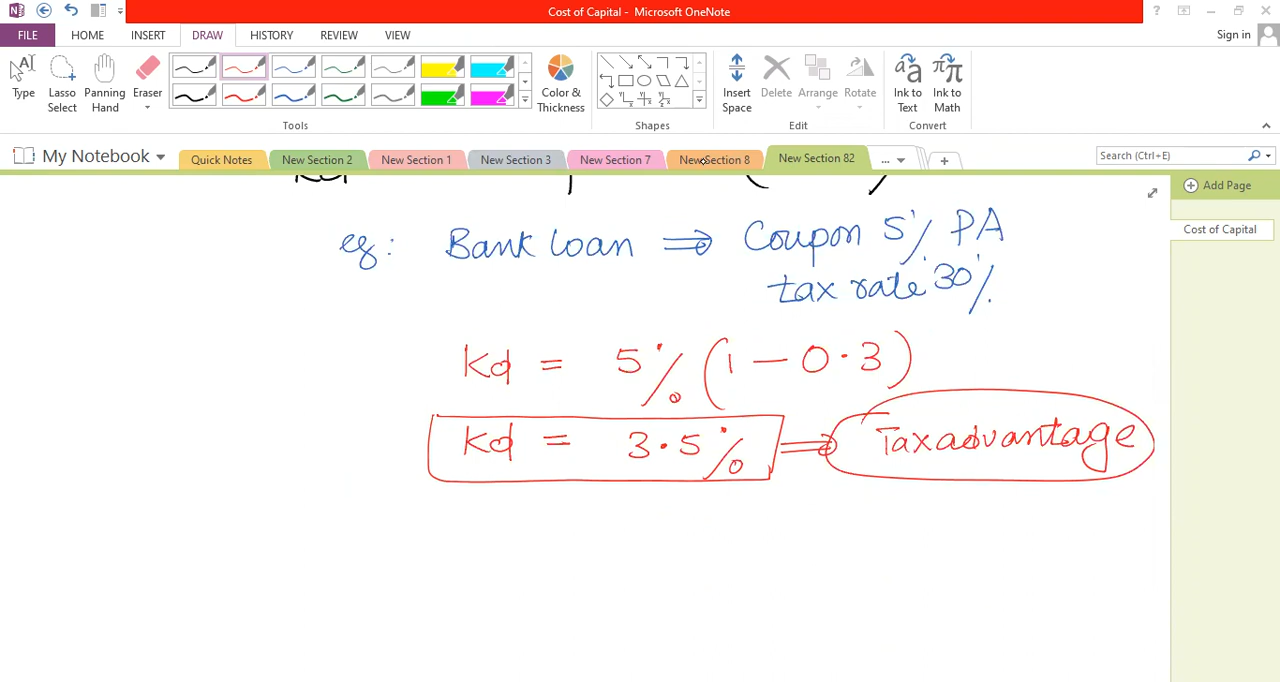 Cost of Capital - Microsoft OneNote
?
FILE HOME INSERT DRAW HISTORY REVIEW VIEW
Sign in
Type
Lasso Select
Panning Hand
Eraser
Color & Thickness
Insert Space
Delete
Arrange
Rotate
Ink to Text
Ink to Math
Tools
Shapes
Edit
Convert
My Notebook
Quick Notes
New Section 2
New Section 1
New Section 3
New Section 7
New Section 8
New Section 82
...
Search (Ctrl+E)
Add Page
Cost of Capital
eg: Bank loan ⇒ Coupon 5% PA
tax rate 30%
Kd = 5% (1 - 0.3)
Kd = 3.5% ⇒ Tax advantage